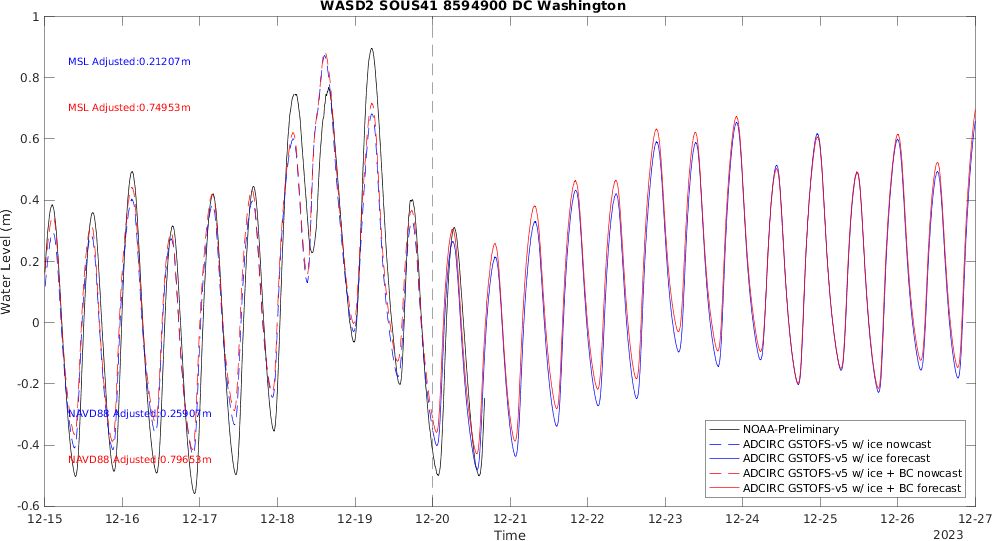 WASD2 SOUS41 8594900 DC Washington
1
0.8
0.6
0.4
0.2
0
-0.2
-0.4
-0.6
Water Level (m)
MSL Adjusted:0.21207m
MSL Adjusted:0.74953m
NAVD88 Adjusted:0.25907m
NAVD88 Adjusted:0.79653m
NOAA-Preliminary
ADCIRC GSTOFS-v5 w/ ice nowcast
ADCIRC GSTOFS-v5 w/ ice forecast
ADCIRC GSTOFS-v5 w/ ice + BC nowcast
ADCIRC GSTOFS-v5 w/ ice + BC forecast
12-15 12-16 12-17 12-18 12-19 12-20 12-21 12-22 12-23 12-24 12-25 12-26 12-27
Time
2023